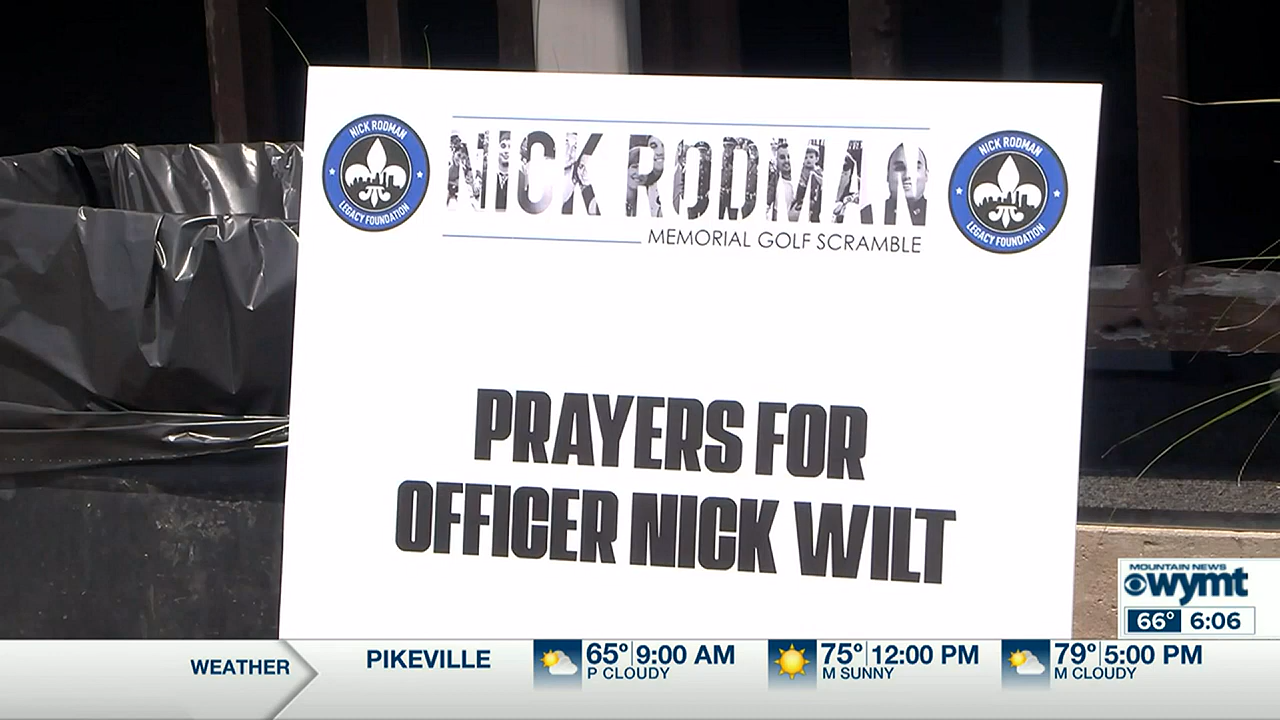 NICK RODMAN
LEGACY FOUNDATION
NICK RODMAN
MEMORIAL GOLF SCRAMBLE
NICK RODMAN
LEGACY FOUNDATION
PRAYERS FOR
OFFICER NICK WILT
MOUNTAIN NEWS
wymt
66° 6:06
WEATHER
PIKEVILLE
65° 9:00 AM
P CLOUDY
75° 12:00 PM
M SUNNY
79° 5:00 PM
M CLOUDY